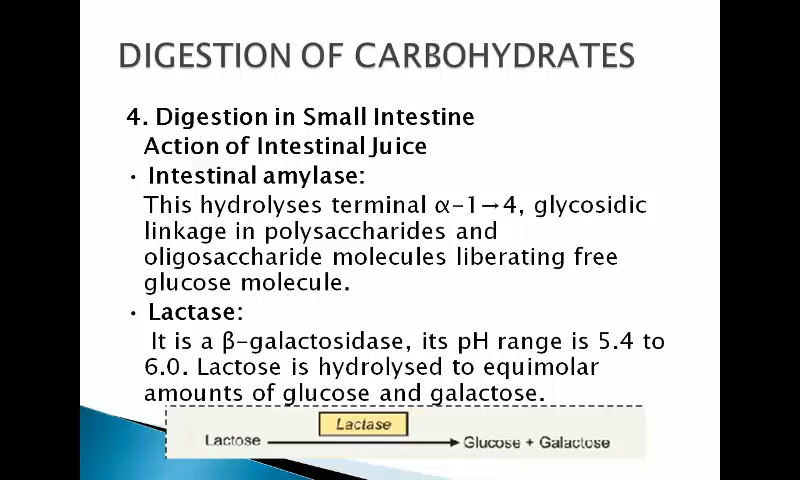 DIGESTION OF CARBOHYDRATES
4. Digestion in Small Intestine
Action of Intestinal Juice
• Intestinal amylase:
This hydrolyses terminal α-1→4, glycosidic
linkage in polysaccharides and
oligosaccharide molecules liberating free
glucose molecule.
• Lactase:
It is a β-galactosidase, its pH range is 5.4 to
6.0. Lactose is hydrolysed to equimolar
amounts of glucose and galactose.
Lactase
Lactose → Glucose + Galactose